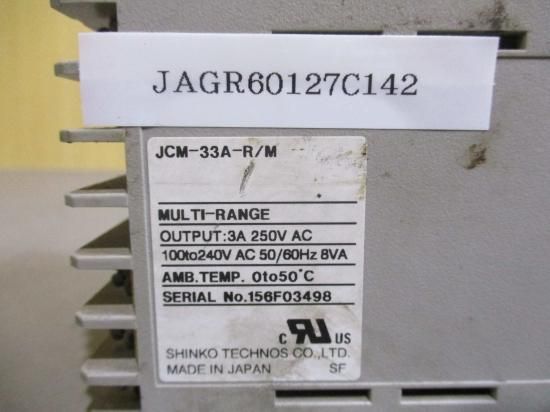 JAGR60127C142
JCM-33A-R/M
MULTI-RANGE
OUTPUT:3A 250V AC
100to240V AC 50/60Hz 8VA
AMB.TEMP. 0to50°C
SERIAL No.156F03498
C RU US
SHINKO TECHNOS CO.,LTD.
MADE IN JAPAN SF